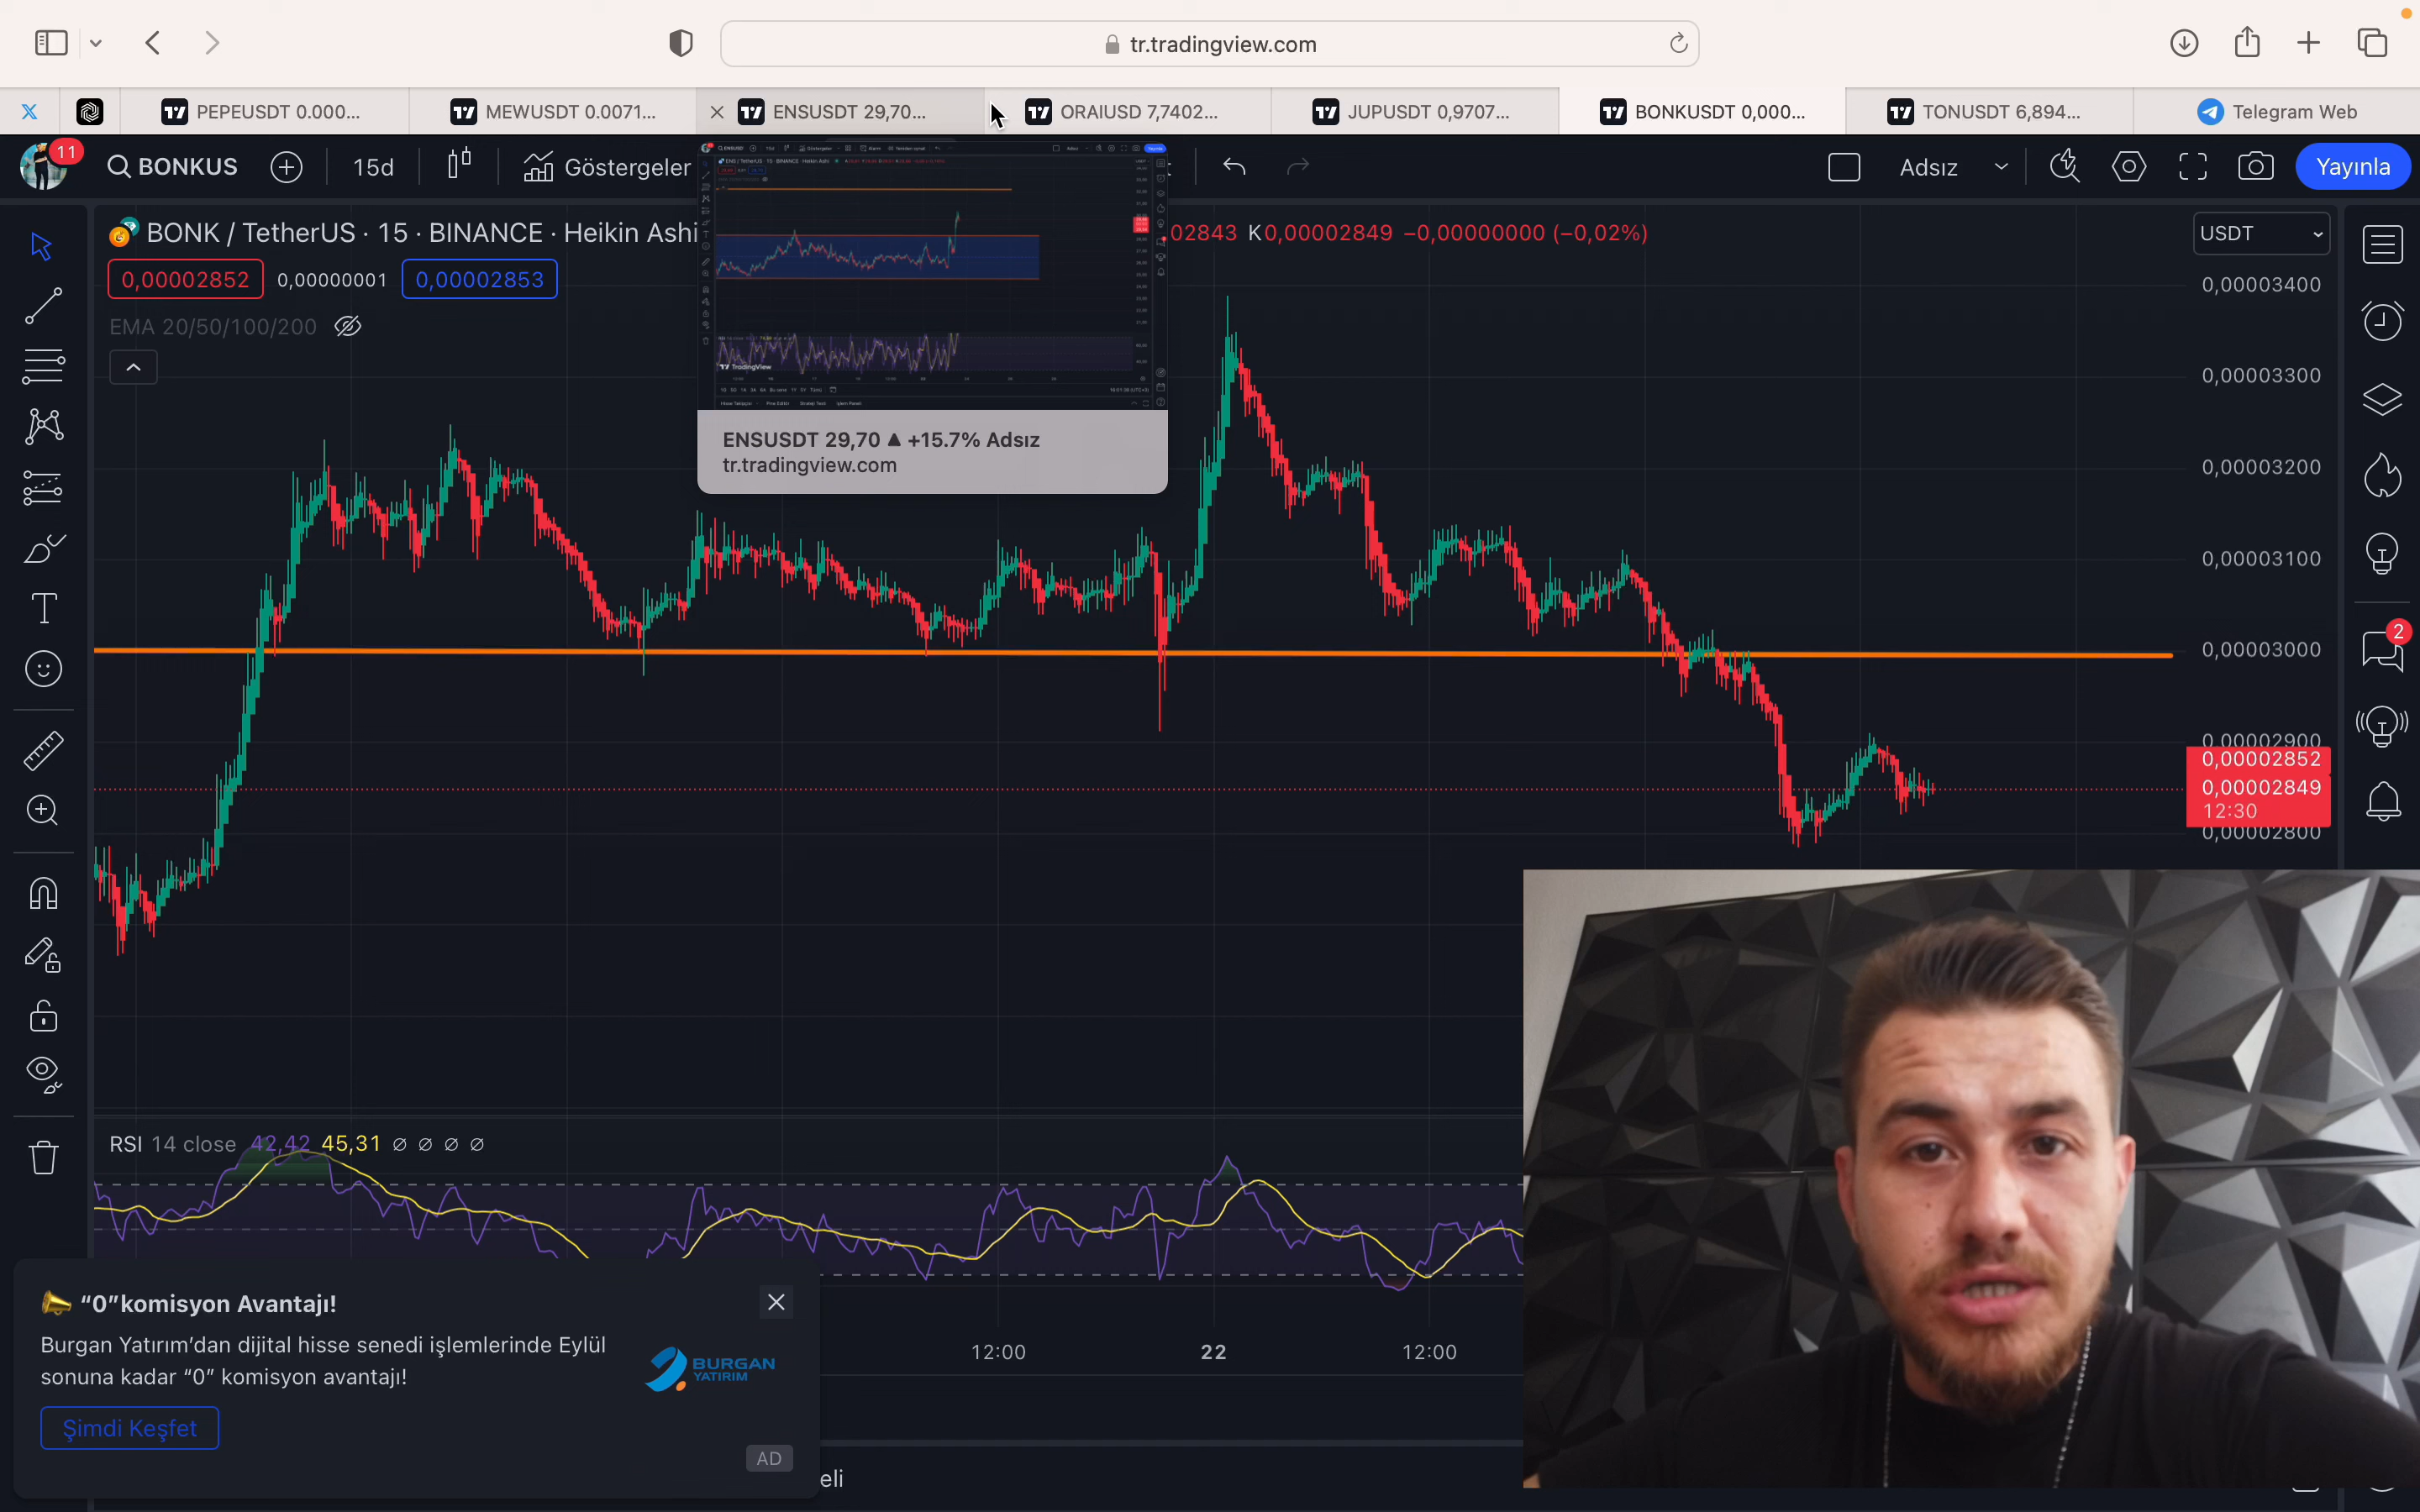 tr.tradingview.com
PEPEUSDT 0.000...
MEWUSDT 0.0071...
ENSUSDT 29,70...
ORAIUSD 7,7402...
JUPUSDT 0,9707...
BONKUSDT 0,000...
TONUSDT 6,894...
Telegram Web
11
BONKUS
15d
Göstergeler
Adsız
Yayınla
BONK / TetherUS · 15 · BINANCE · Heikin Ashi
02843 K0,00002849 −0,00000000 (−0,02%)
USDT
0,00002852
0,00000001
0,00002853
EMA 20/50/100/200
TradingView
ENSUSDT 29,70 ▲ +15.7% Adsız
tr.tradingview.com
0,00003400
0,00003300
0,00003200
0,00003100
0,00003000
0,00002900
0,00002852
0,00002849
12:30
0,00002800
2
RSI 14 close 42,42 45,31 ∅ ∅ ∅ ∅
12:00
22
12:00
“0”komisyon Avantajı!
Burgan Yatırım’dan dijital hisse senedi işlemlerinde Eylül
sonuna kadar “0” komisyon avantajı!
BURGAN
YATIRIM
Şimdi Keşfet
AD
eli